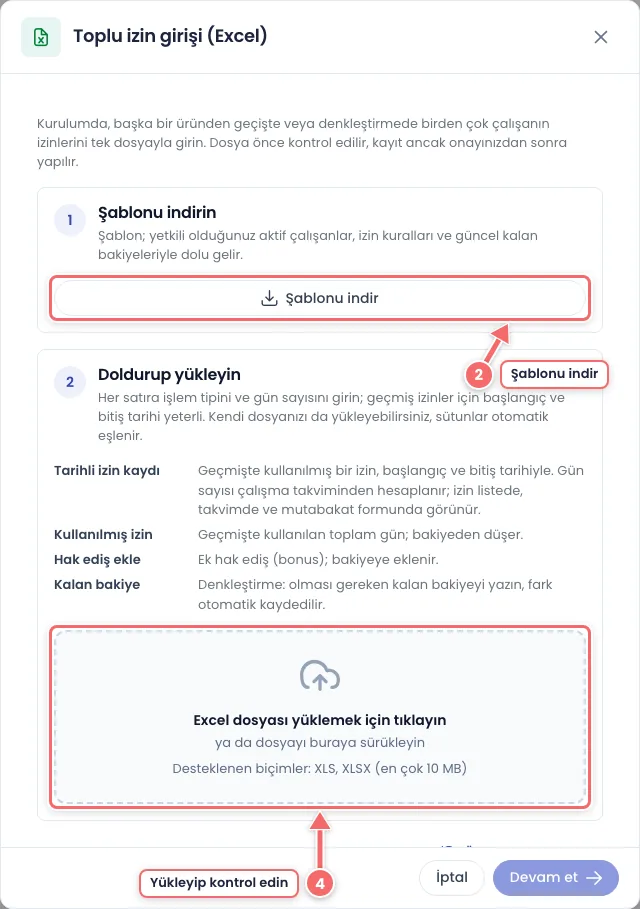 Toplu izin girişi (Excel)
Kurulumda, başka bir üründen geçişte veya denkleştirmede birden çok çalışanın
izinlerini tek dosyayla girin. Dosya önce kontrol edilir, kayıt ancak onayınızdan sonra
yapılır.
1
Şablonu indirin
Şablon; yetkili olduğunuz aktif çalışanlar, izin kuralları ve güncel kalan
bakiyeleriyle dolu gelir.
Şablonu indir
2
Şablonu indir
2
Doldurup yükleyin
Her satıra işlem tipini ve gün sayısını girin; geçmiş izinler için başlangıç ve
bitiş tarihi yeterli. Kendi dosyanızı da yükleyebilirsiniz, sütunlar otomatik
eşlenir.
Tarihli izin kaydı
Geçmişte kullanılmış bir izin, başlangıç ve bitiş tarihiyle. Gün
sayısı çalışma takviminden hesaplanır; izin listede,
takvimde ve mutabakat formunda görünür.
Kullanılmış izin
Geçmişte kullanılan toplam gün; bakiyeden düşer.
Hak ediş ekle
Ek hak ediş (bonus); bakiyeye eklenir.
Kalan bakiye
Denkleştirme: olması gereken kalan bakiyeyi yazın, fark
otomatik kaydedilir.
Excel dosyası yüklemek için tıklayın
ya da dosyayı buraya sürükleyin
Desteklenen biçimler: XLS, XLSX (en çok 10 MB)
Yükleyip kontrol edin
4
İptal
Devam et